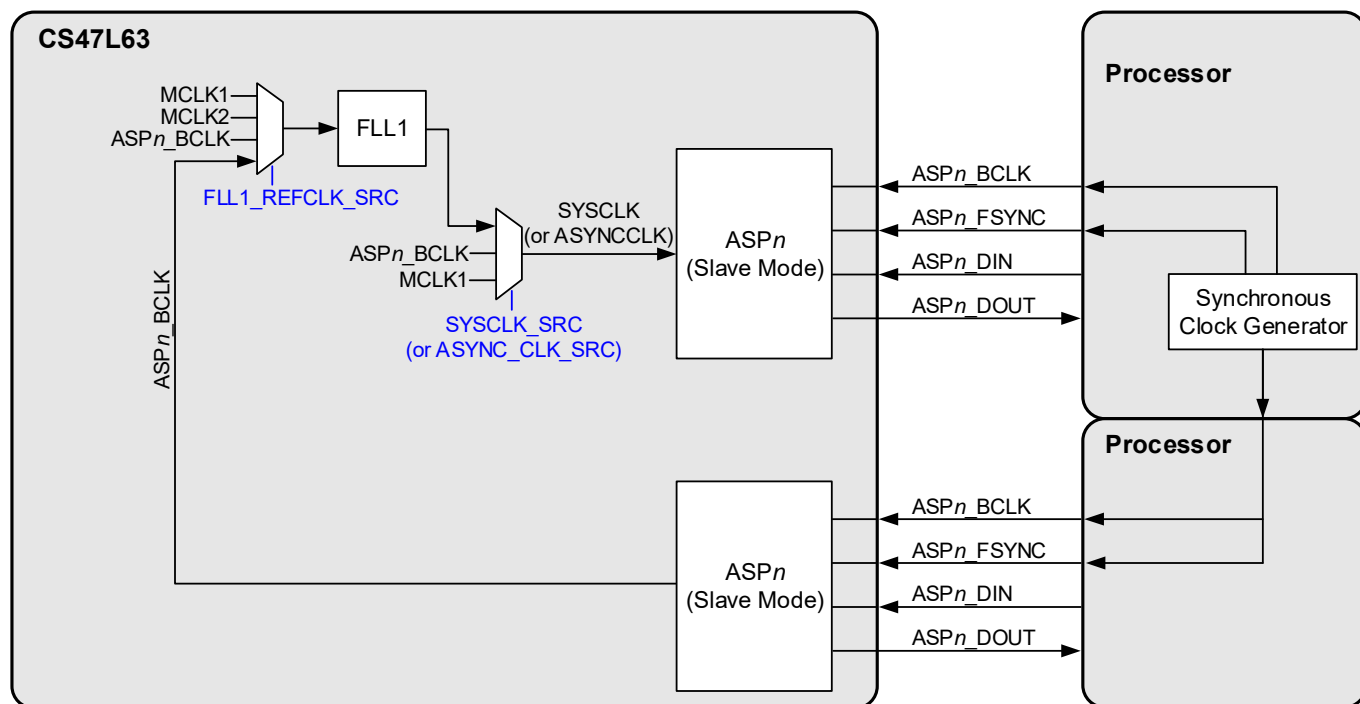 CS47L63
MCLK1
MCLK2
ASPn_BCLK
FLL1
FLL1_REFCLK_SRC
ASPn_BCLK
SYSCLK
(or ASYNCCLK)
ASPn_BCLK
MCLK1
SYSCLK_SRC
(or ASYNC_CLK_SRC)
ASPn
(Slave Mode)
ASPn_BCLK
ASPn_FSYNC
ASPn_DIN
ASPn_DOUT
Processor
Synchronous
Clock Generator
ASPn
(Slave Mode)
ASPn_BCLK
ASPn_FSYNC
ASPn_DIN
ASPn_DOUT
Processor